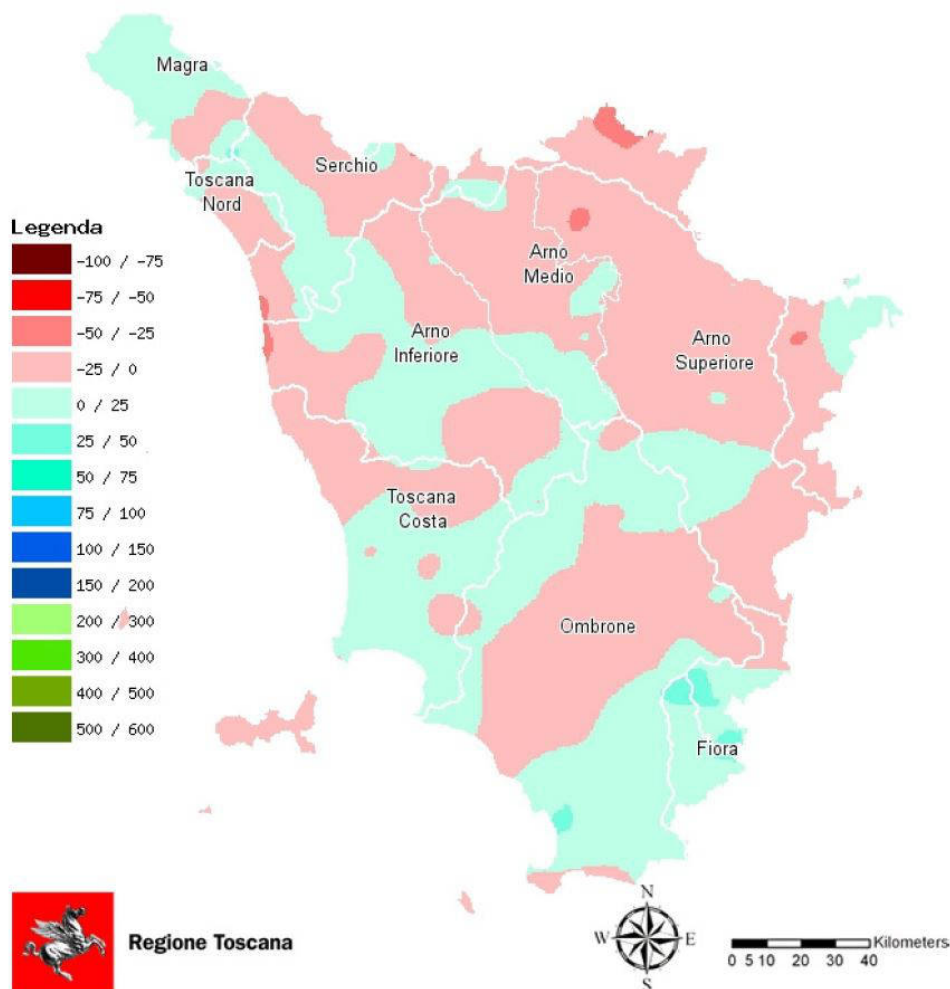 Magra
Serchio
Toscana
Nord
Legenda
-100 / -75
-75 / -50
-50 / -25
-25 / 0
0 / 25
25 / 50
50 / 75
75 / 100
100 / 150
150 / 200
200 / 300
300 / 400
400 / 500
500 / 600
Arno
Medio
Arno
Inferiore
Arno
Superiore
Toscana
Costa
Ombrone
Fiora
Regione Toscana
N
W E
S
Kilometers
0 5 10 20 30 40